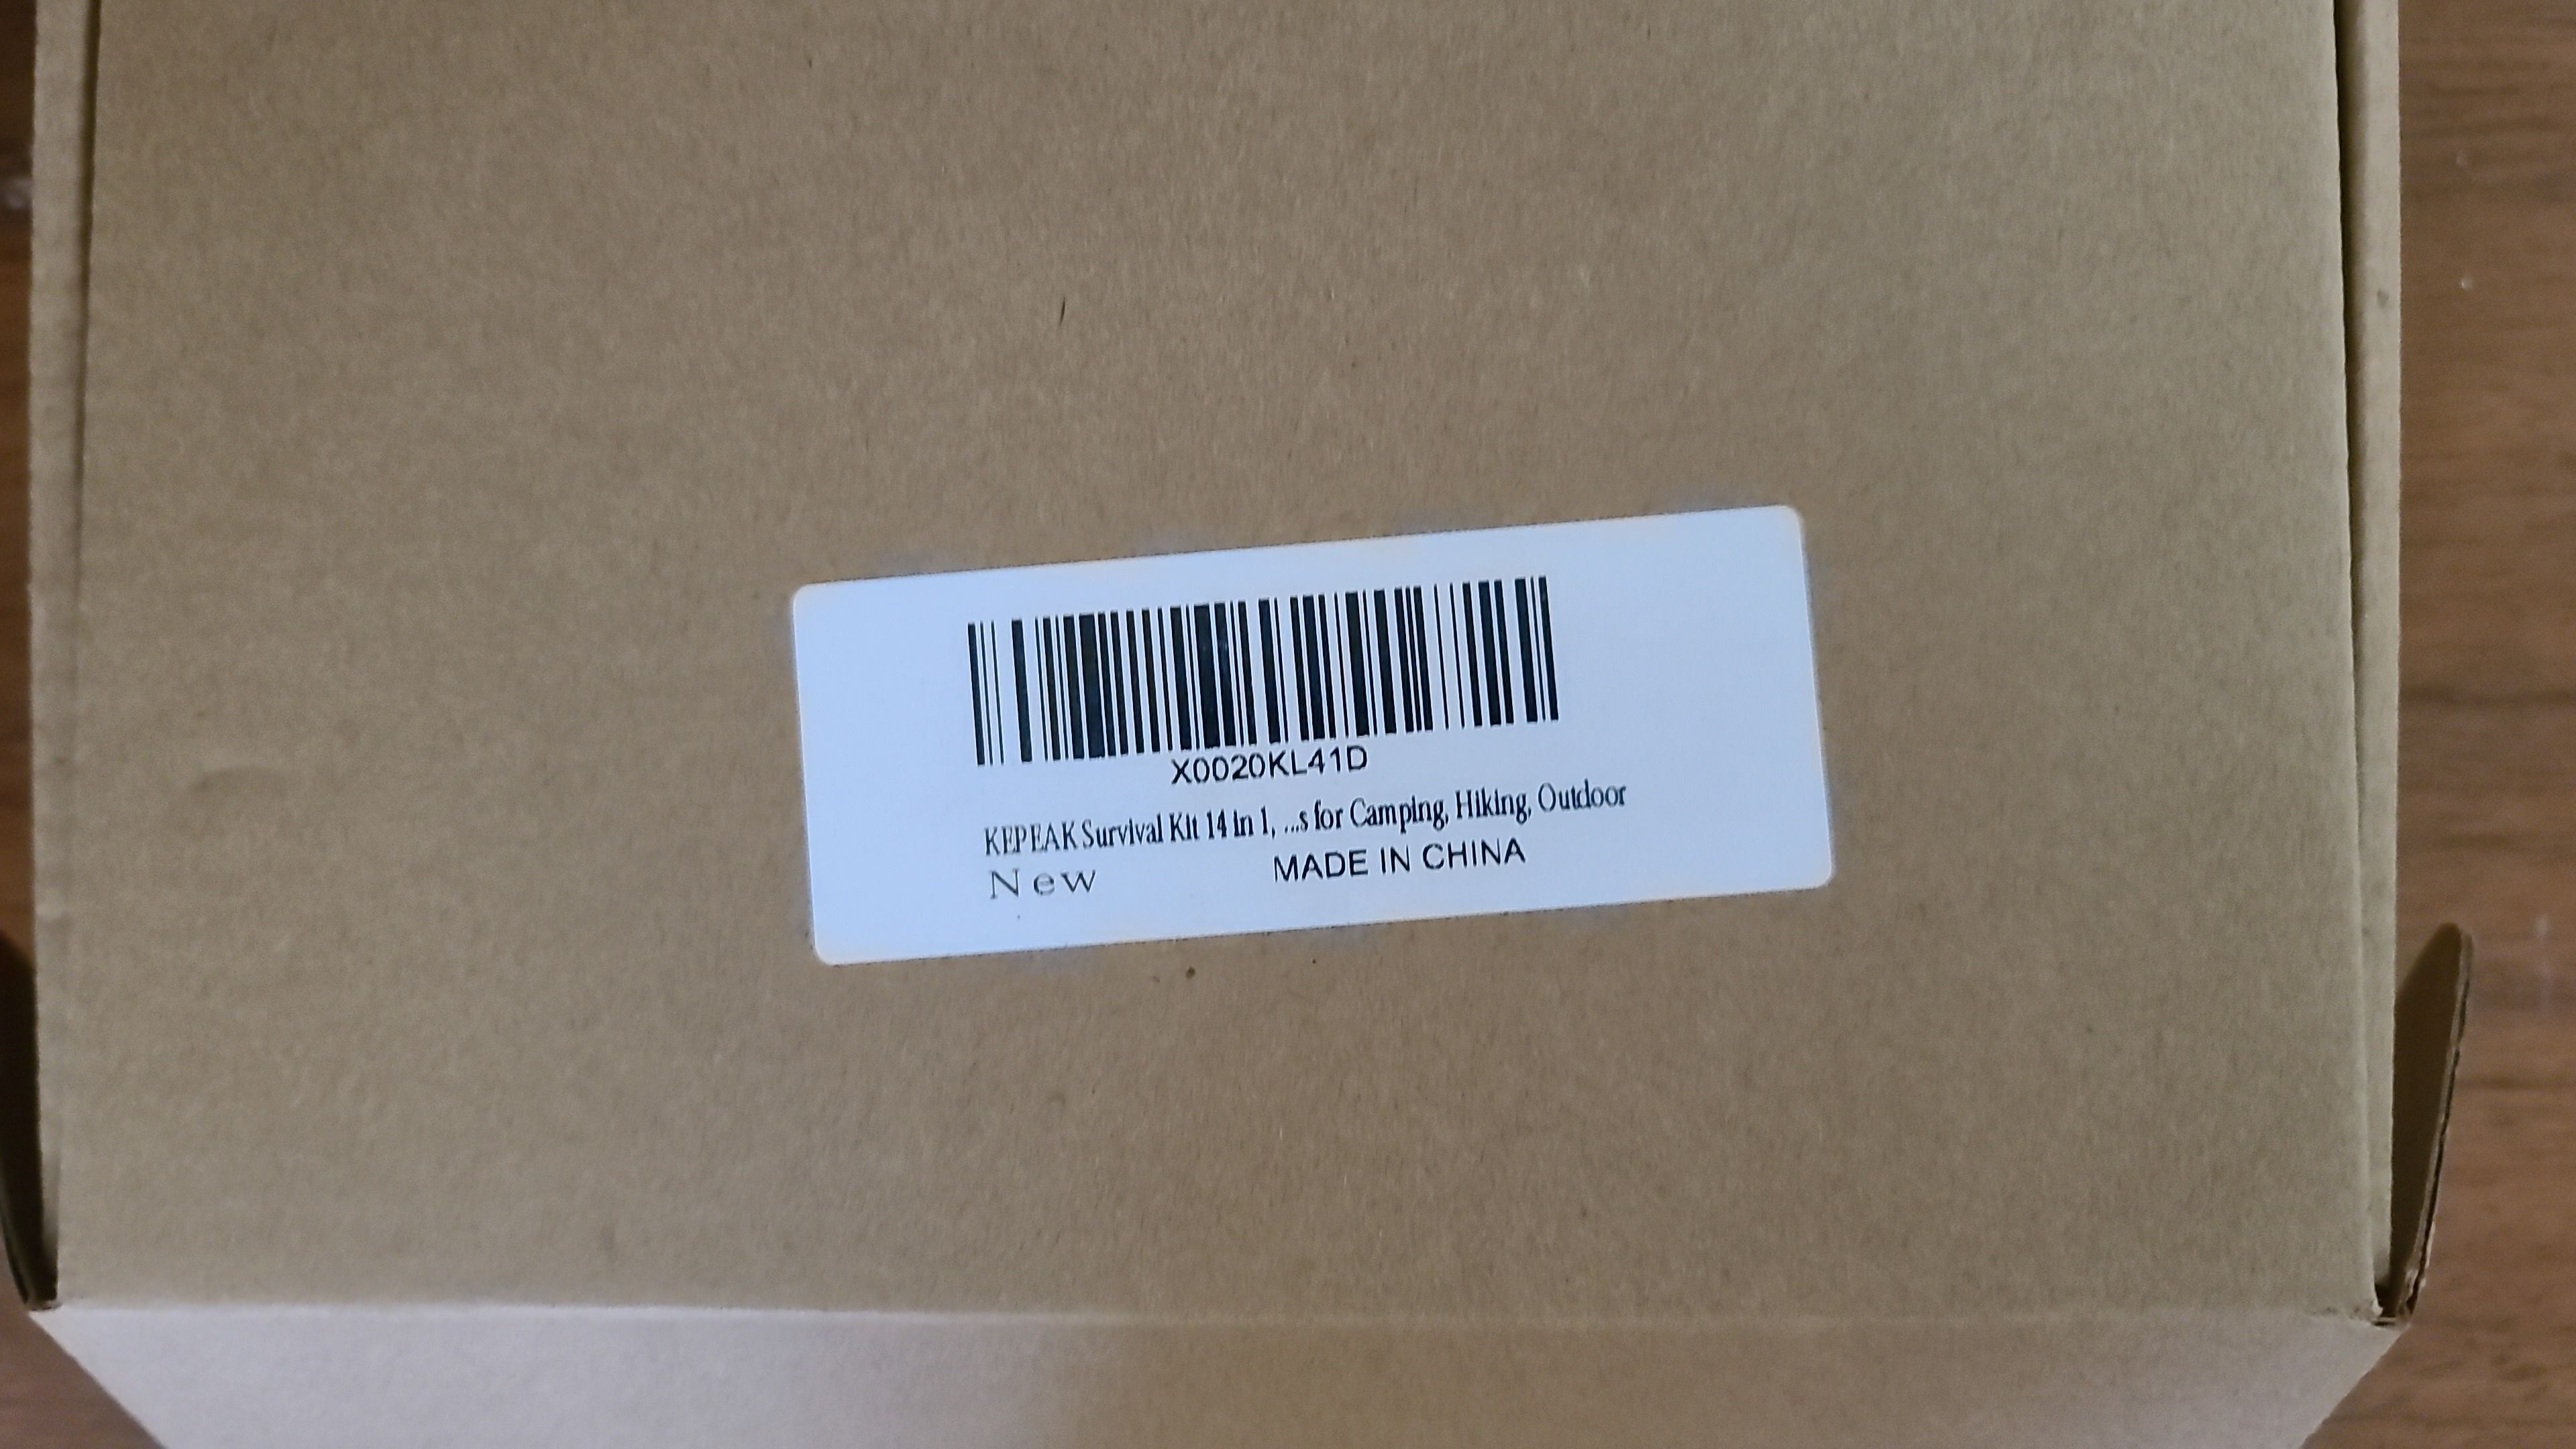 X0020KL41D
KEPEAK Survival Kit 14 in 1, ...s for Camping, Hiking, Outdoor
New MADE IN CHINA